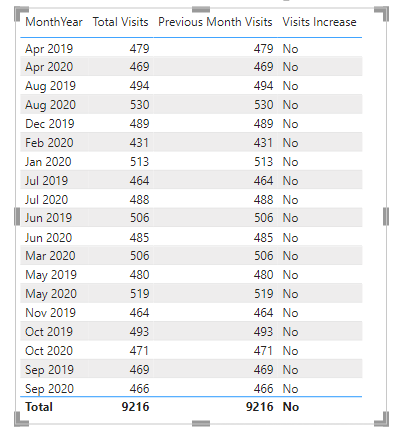 MonthYear Total Visits Previous Month Visits Visits Increase
Apr 2019 479 479 No
Apr 2020 469 469 No
Aug 2019 494 494 No
Aug 2020 530 530 No
Dec 2019 489 489 No
Feb 2020 431 431 No
Jan 2020 513 513 No
Jul 2019 464 464 No
Jul 2020 488 488 No
Jun 2019 506 506 No
Jun 2020 485 485 No
Mar 2020 506 506 No
May 2019 480 480 No
May 2020 519 519 No
Nov 2019 464 464 No
Oct 2019 493 493 No
Oct 2020 471 471 No
Sep 2019 469 469 No
Sep 2020 466 466 No
Total 9216 9216 No